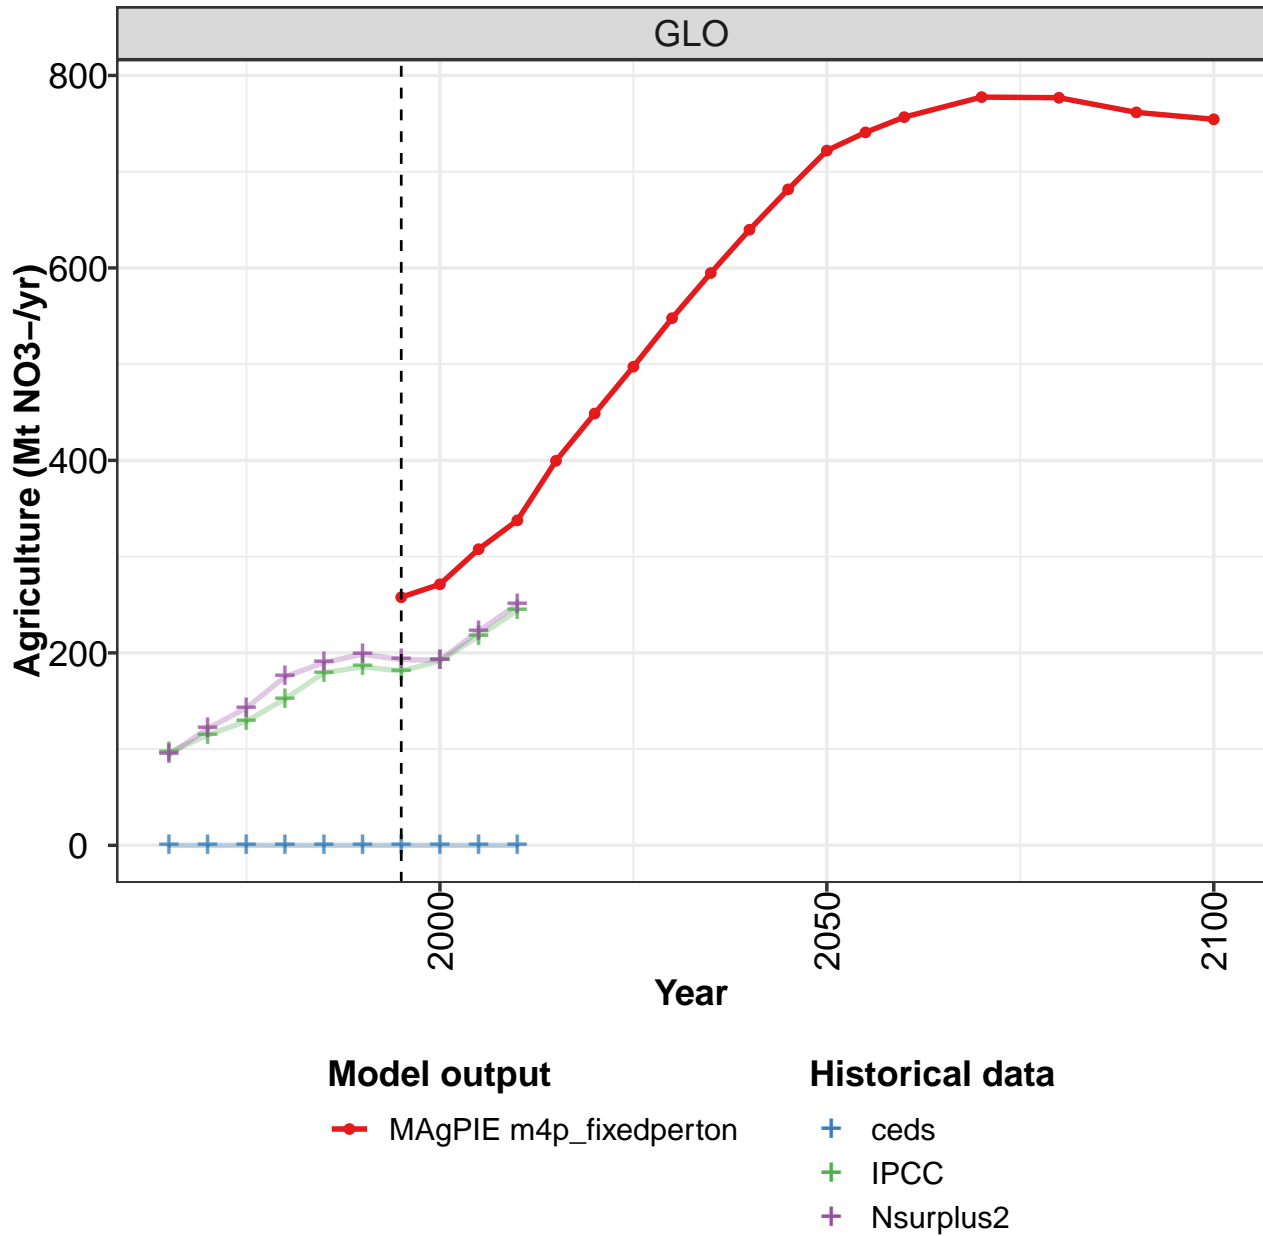 GLO
800
600
400
200
0
Agriculture (Mt NO3−/yr)
2000
2050
2100
Year
Model output
MAgPIE m4p_fixedperton
Historical data
ceds
IPCC
Nsurplus2